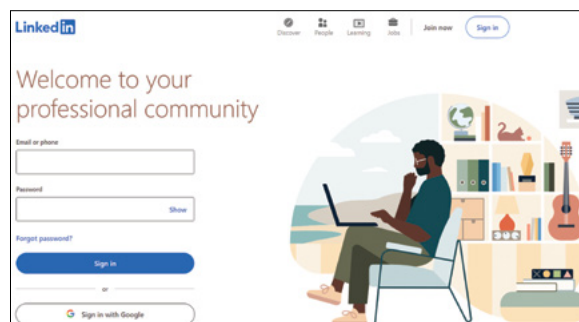 Linked in
Discover People Learning Jobs Join now Sign in
Welcome to your
professional community
Email or phone
Password
Show
Forgot password?
Sign in
or
G Sign in with Google